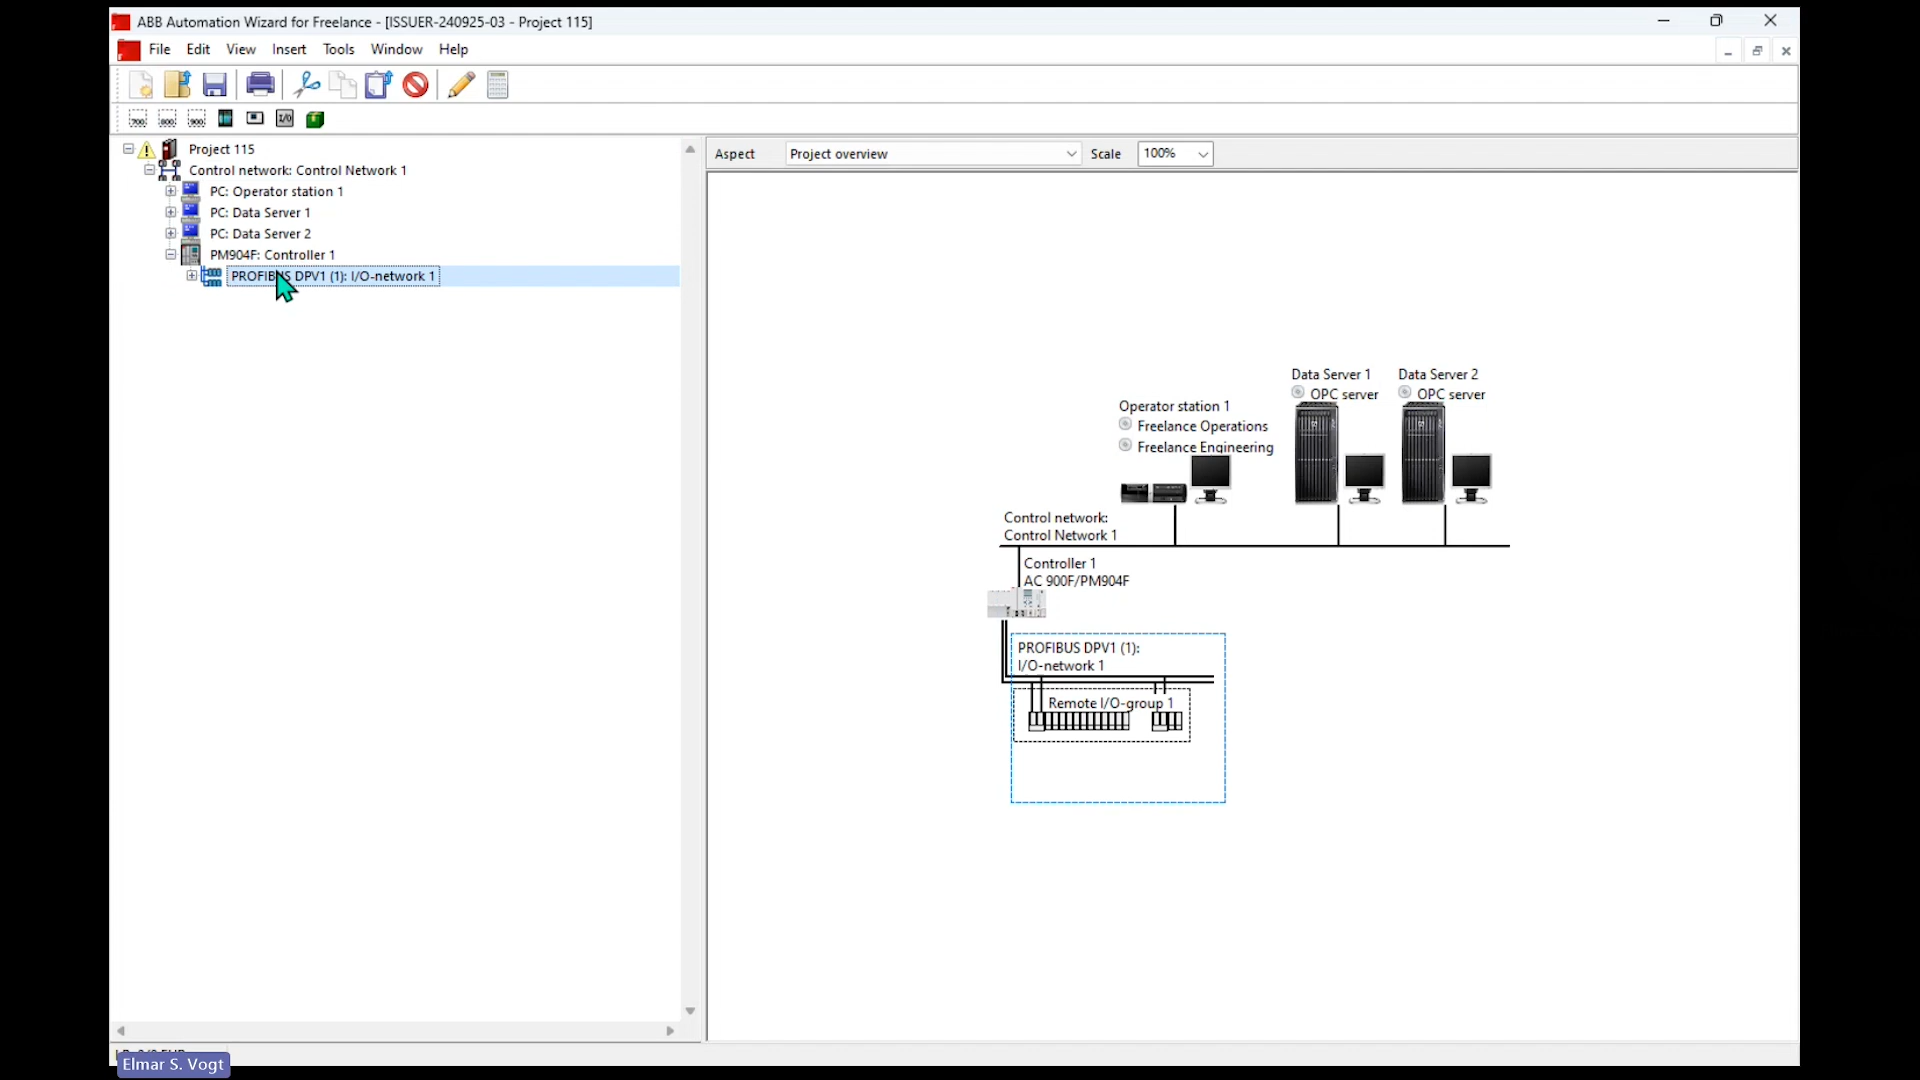 ABB Automation Wizard for Freelance - [ISSUER-240925-03 - Project 115]
File Edit View Insert Tools Window Help
700 800 900 I/O
Project 115
Aspect Project overview Scale 100%
Control network: Control Network 1
PC: Operator station 1
PC: Data Server 1
PC: Data Server 2
PM904F: Controller 1
PROFIBUS DPV1 (1): I/O-network 1
Data Server 1
OPC server
Data Server 2
OPC server
Operator station 1
Freelance Operations
Freelance Engineering
Control network:
Control Network 1
Controller 1
AC 900F/PM904F
PROFIBUS DPV1 (1):
I/O-network 1
Remote I/O-group 1
Elmar S. Vogt